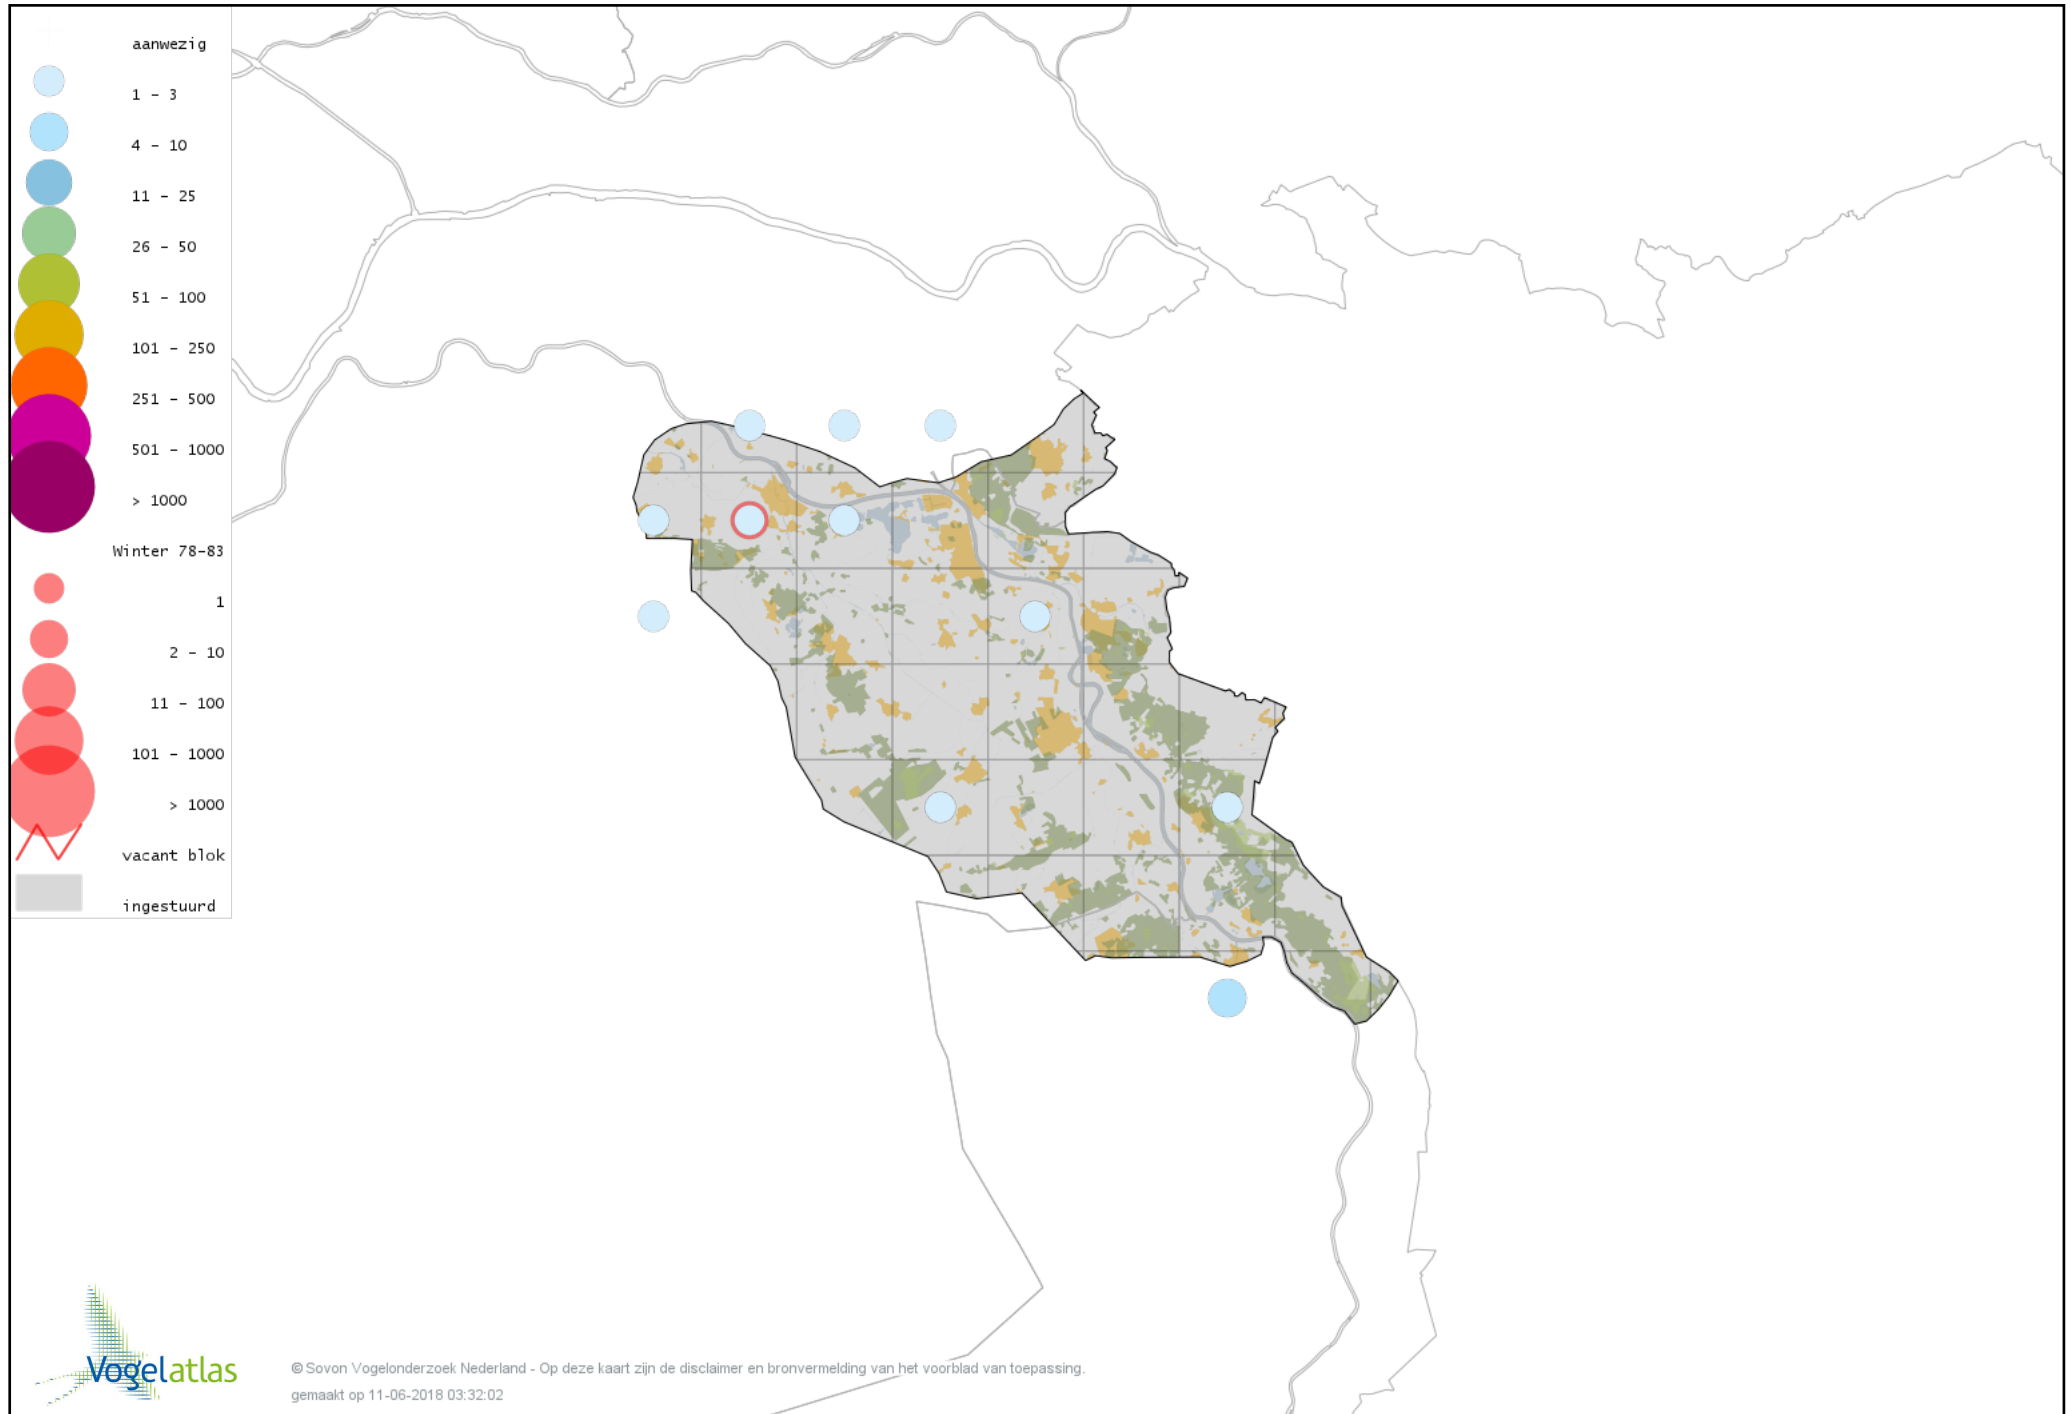 aanwezig
1 - 3
4 - 10
11 - 25
26 - 50
51 - 100
101 - 250
251 - 500
501 - 1000
> 1000
Winter 78-83
1
2 - 10
11 - 100
101 - 1000
> 1000
vacant blok
ingestuurd
Vogelatlas
© Sovon Vogelonderzoek Nederland - Op deze kaart zijn de disclaimer en bronvermelding van het voorblad van toepassing.
gemaakt op 11-06-2018 03:32:02